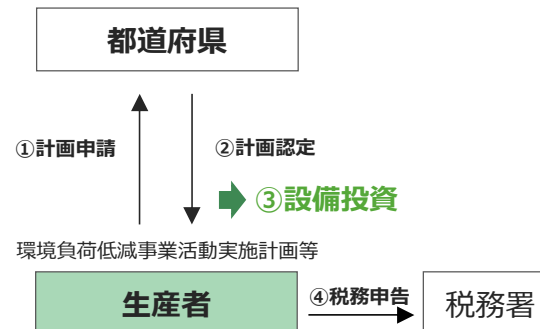 都道府県
①計画申請
②計画認定
③設備投資
環境負荷低減事業活動実施計画等
生産者
④税務申告
税務署